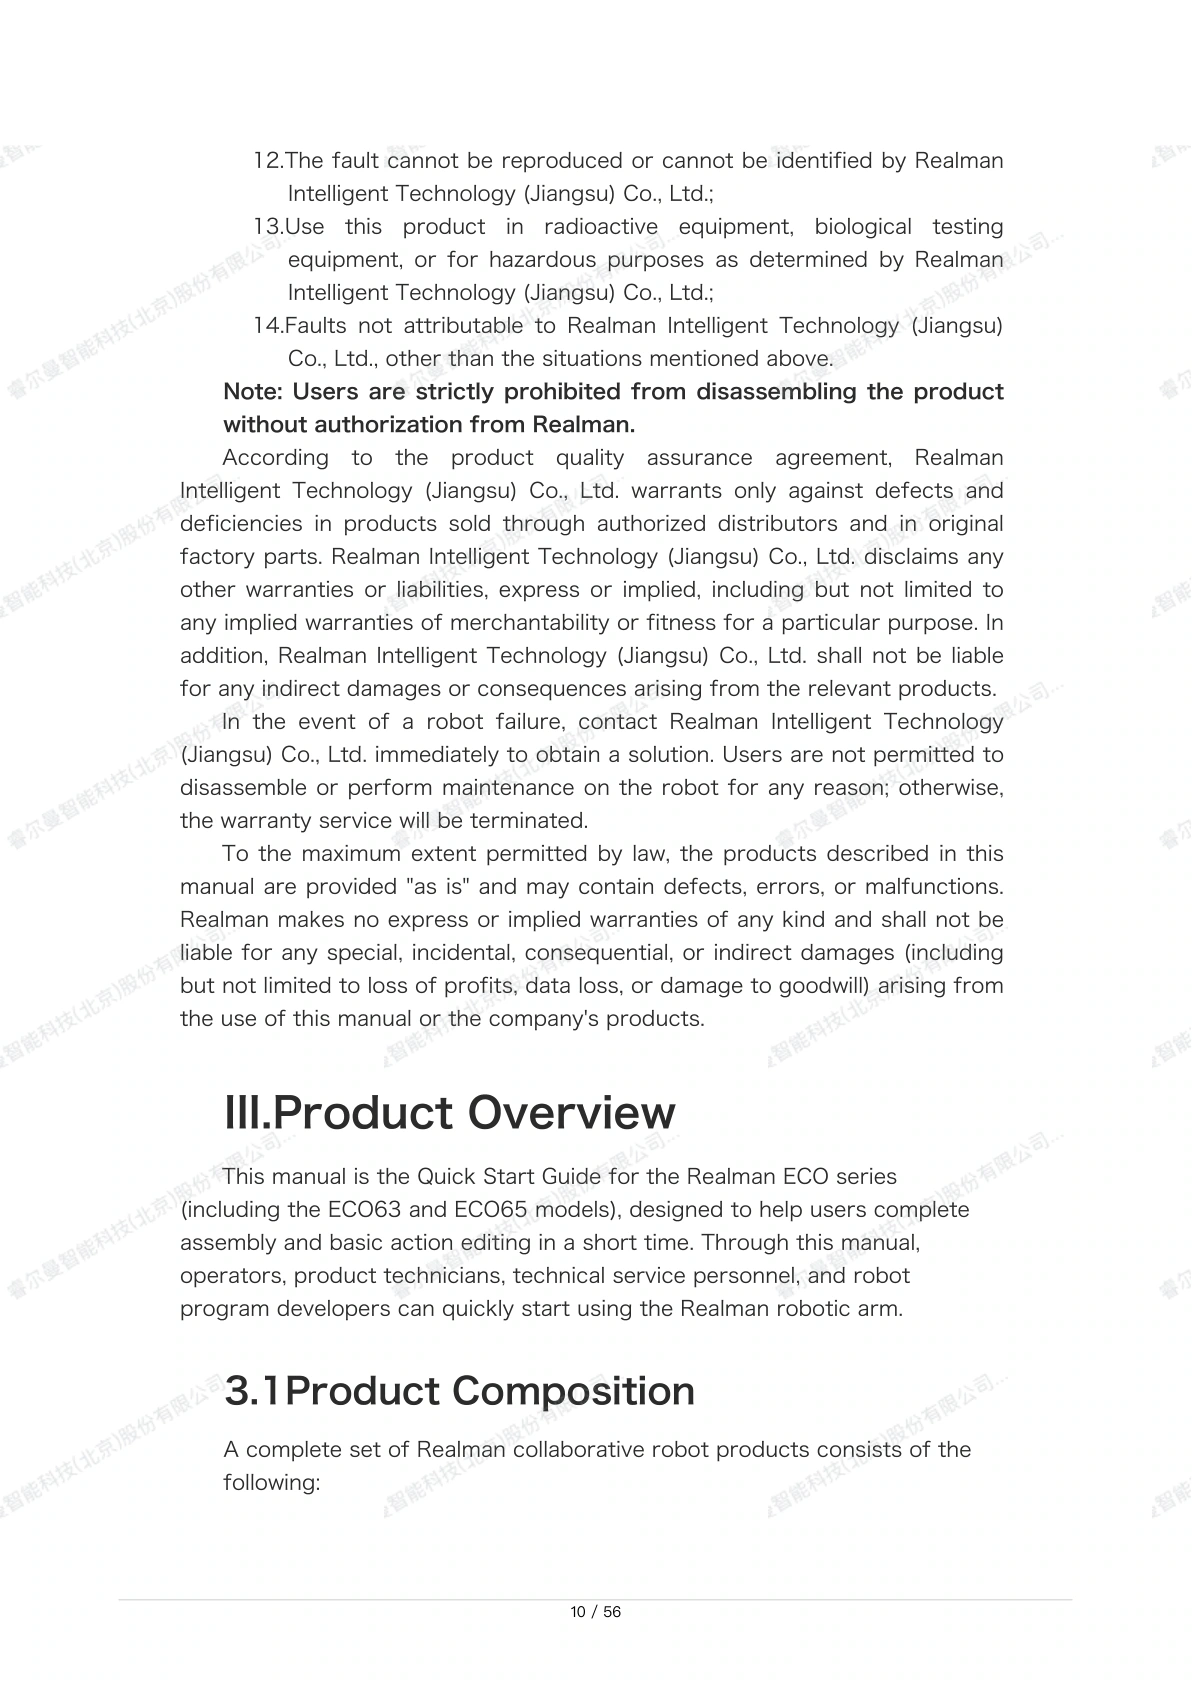 12.The fault cannot be reproduced or cannot be identified by Realman
Intelligent Technology (Jiangsu) Co., Ltd.;
13.Use this product in radioactive equipment, biological testing
equipment, or for hazardous purposes as determined by Realman
Intelligent Technology (Jiangsu) Co., Ltd.;
14.Faults not attributable to Realman Intelligent Technology (Jiangsu)
Co., Ltd., other than the situations mentioned above.
Note: Users are strictly prohibited from disassembling the product
without authorization from Realman.
According to the product quality assurance agreement, Realman
Intelligent Technology (Jiangsu) Co., Ltd. warrants only against defects and
deficiencies in products sold through authorized distributors and in original
factory parts. Realman Intelligent Technology (Jiangsu) Co., Ltd. disclaims any
other warranties or liabilities, express or implied, including but not limited to
any implied warranties of merchantability or fitness for a particular purpose. In
addition, Realman Intelligent Technology (Jiangsu) Co., Ltd. shall not be liable
for any indirect damages or consequences arising from the relevant products.
In the event of a robot failure, contact Realman Intelligent Technology
(Jiangsu) Co., Ltd. immediately to obtain a solution. Users are not permitted to
disassemble or perform maintenance on the robot for any reason; otherwise,
the warranty service will be terminated.
To the maximum extent permitted by law, the products described in this
manual are provided "as is" and may contain defects, errors, or malfunctions.
Realman makes no express or implied warranties of any kind and shall not be
liable for any special, incidental, consequential, or indirect damages (including
but not limited to loss of profits, data loss, or damage to goodwill) arising from
the use of this manual or the company's products.
III.Product Overview
This manual is the Quick Start Guide for the Realman ECO series
(including the ECO63 and ECO65 models), designed to help users complete
assembly and basic action editing in a short time. Through this manual,
operators, product technicians, technical service personnel, and robot
program developers can quickly start using the Realman robotic arm.
3.1Product Composition
A complete set of Realman collaborative robot products consists of the
following:
10 / 56
睿尔曼智能科技(北京)股份有限公司...